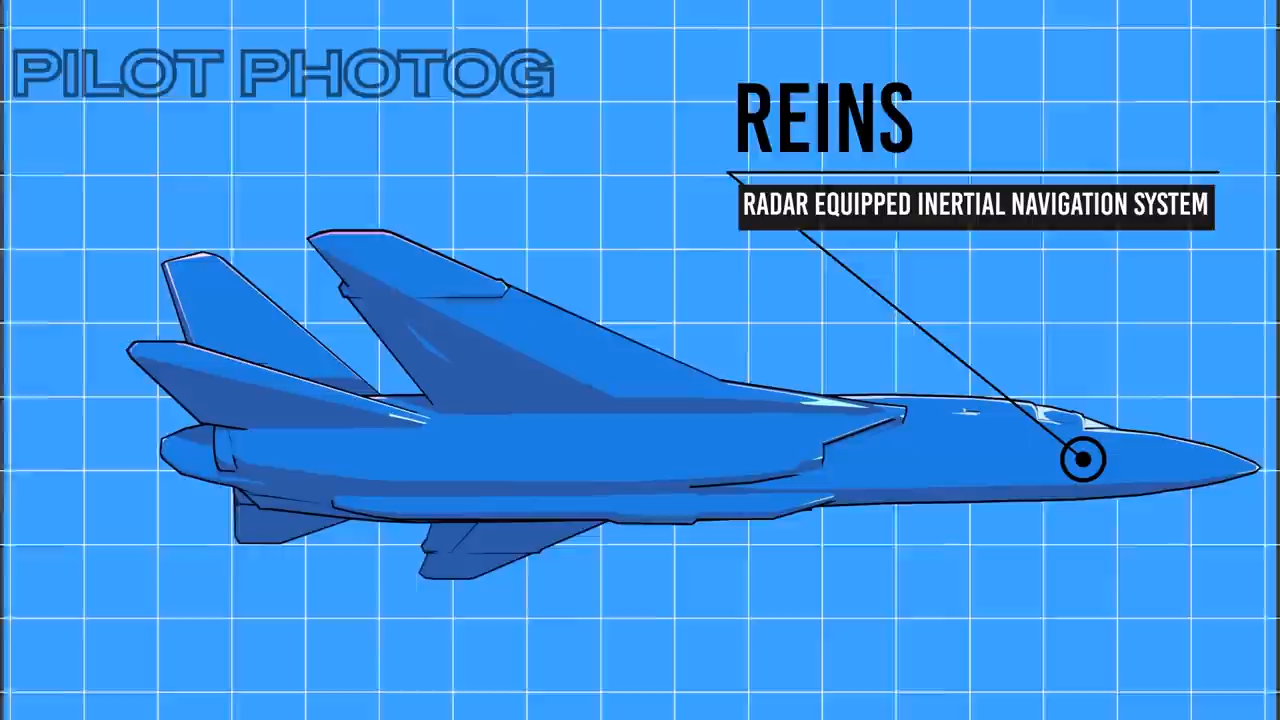 PILOT PHOTOG
REINS
RADAR EQUIPPED INERTIAL NAVIGATION SYSTEM